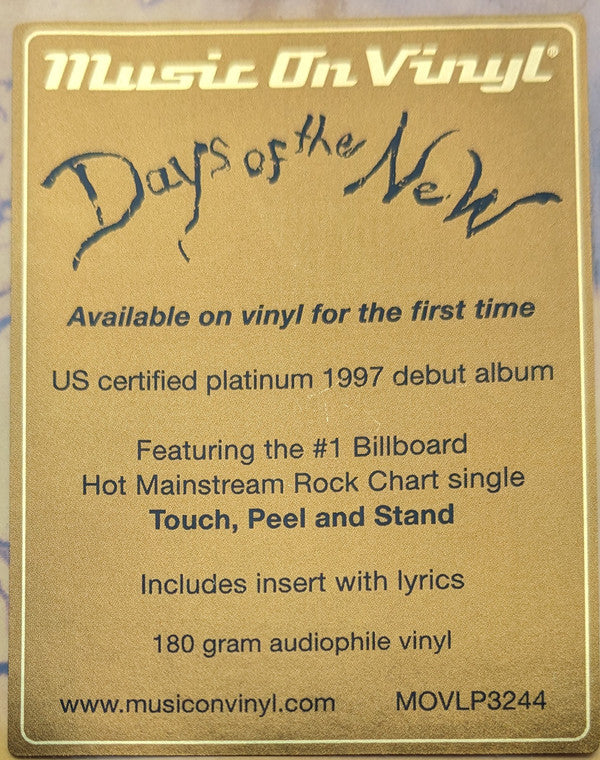 Music On Vinyl®
Days of the New
Available on vinyl for the first time
US certified platinum 1997 debut album
Featuring the #1 Billboard
Hot Mainstream Rock Chart single
Touch, Peel and Stand
Includes insert with lyrics
180 gram audiophile vinyl
www.musiconvinyl.com MOVLP3244